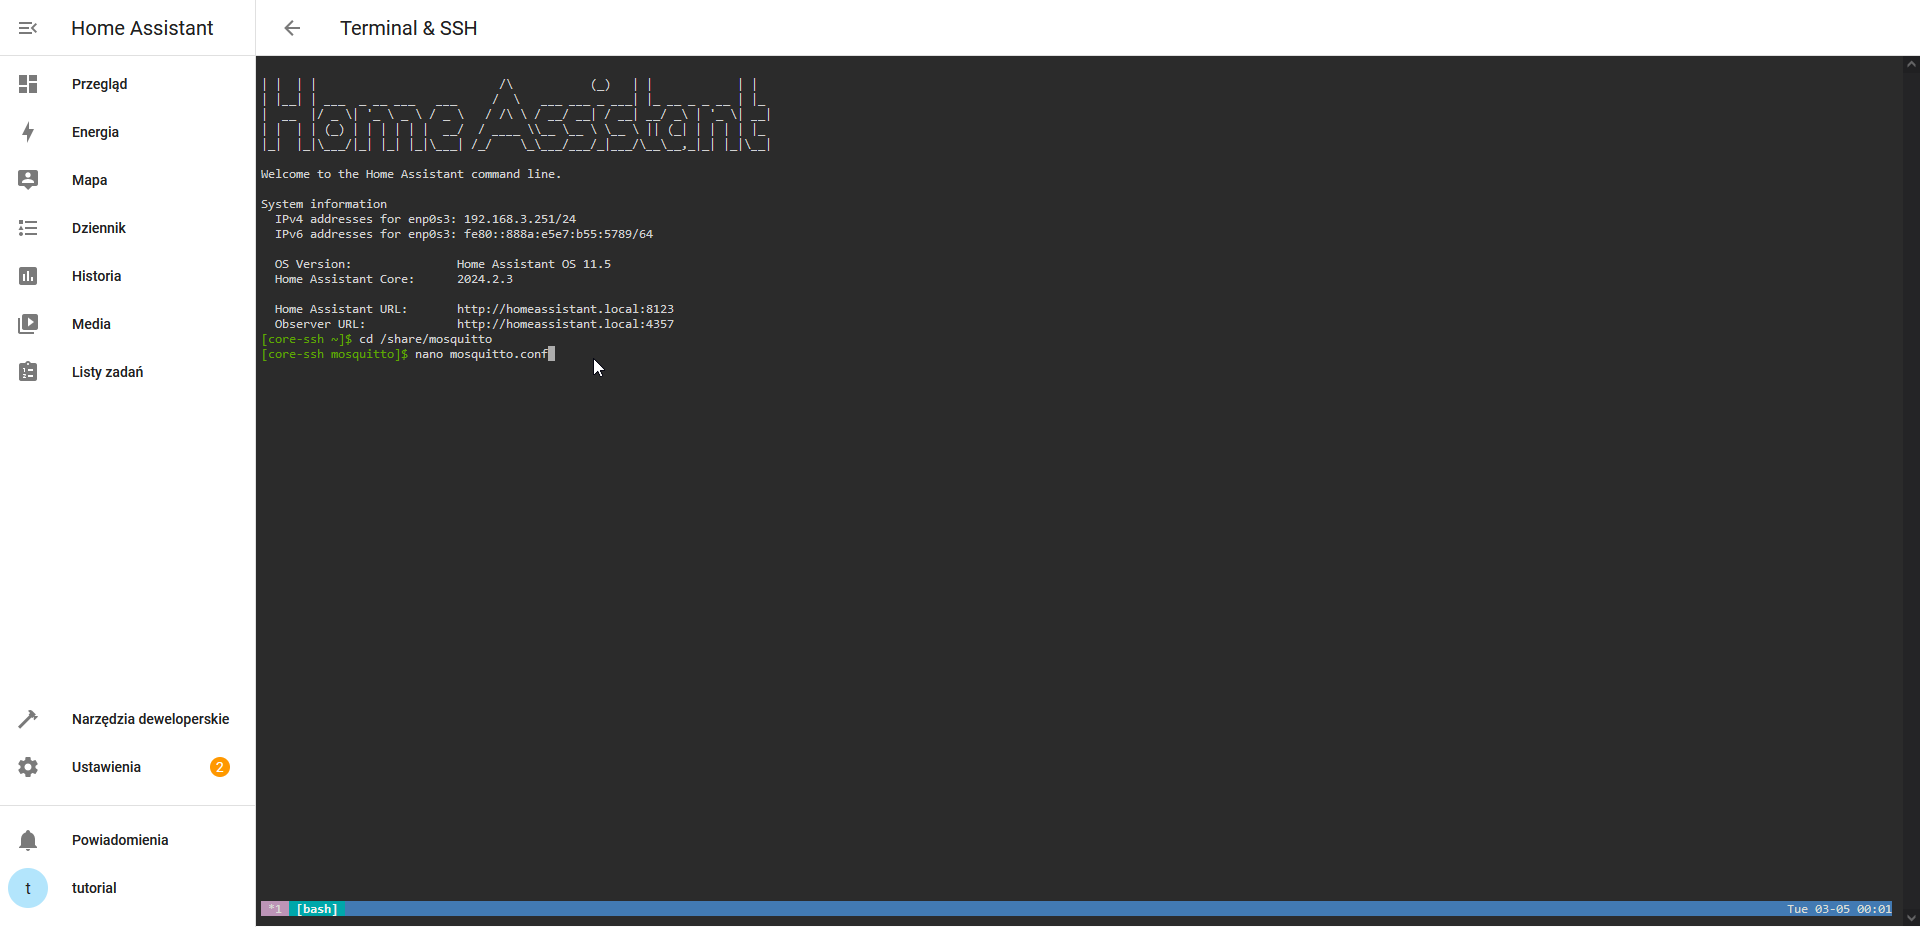 Home Assistant
Terminal & SSH
Przegląd
Energia
Mapa
Dziennik
Historia
Media
Listy zadań
Narzędzia deweloperskie
Ustawienia
2
Powiadomienia
t
tutorial
Welcome to the Home Assistant command line.
System information
IPv4 addresses for enp0s3: 192.168.3.251/24
IPv6 addresses for enp0s3: fe80::888a:e5e7:b55:5789/64
OS Version: Home Assistant OS 11.5
Home Assistant Core: 2024.2.3
Home Assistant URL: http://homeassistant.local:8123
Observer URL: http://homeassistant.local:4357
[core-ssh ~]$ cd /share/mosquitto
[core-ssh mosquitto]$ nano mosquitto.conf
*1 [bash]
Tue 03-05 00:01